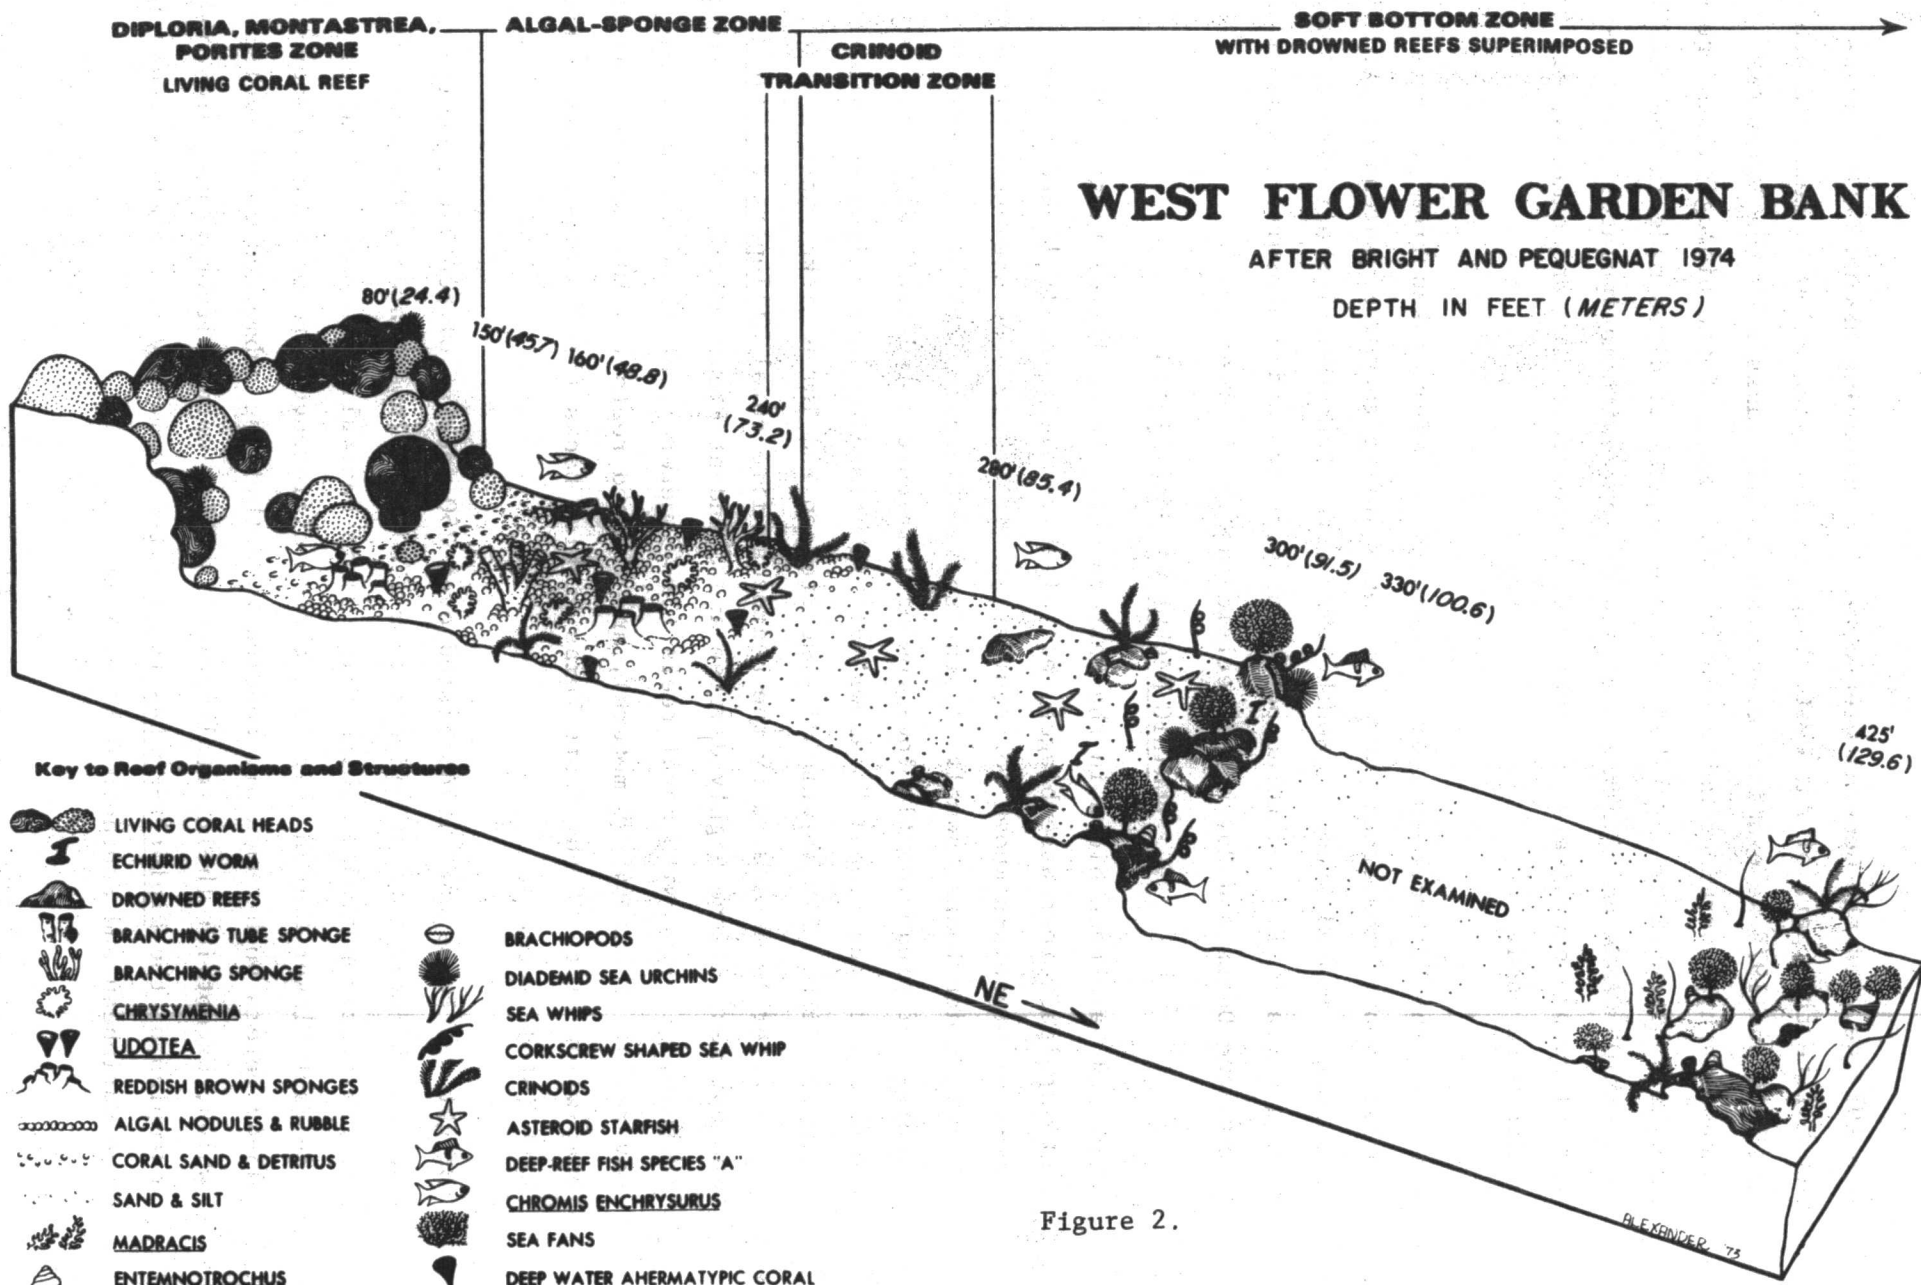 DIPLORIA, MONTASTREA,
PORITES ZONE
LIVING CORAL REEF
ALGAL-SPONGE ZONE
CRINOID
TRANSITION ZONE
SOFT BOTTOM ZONE
WITH DROWNED REEFS SUPERIMPOSED
WEST FLOWER GARDEN BANK
AFTER BRIGHT AND PEQUEGNAT 1974
DEPTH IN FEET (METERS)
80'(24.4)
150'(45.7)
160'(48.8)
240'
(73.2)
280'(85.4)
300'(91.5)
330'(100.6)
425'
(129.6)
NOT EXAMINED
NE
Key to Reef Organisms and Structures
LIVING CORAL HEADS
ECHIURID WORM
DROWNED REEFS
BRANCHING TUBE SPONGE
BRANCHING SPONGE
CHRYSYMENIA
UDOTEA
REDDISH BROWN SPONGES
ALGAL NODULES & RUBBLE
CORAL SAND & DETRITUS
SAND & SILT
MADRACIS
ENTEMNOTROCHUS
BRACHIOPODS
DIADEMID SEA URCHINS
SEA WHIPS
CORKSCREW SHAPED SEA WHIP
CRINOIDS
ASTEROID STARFISH
DEEP-REEF FISH SPECIES "A"
CHROMIS ENCHRYSURUS
SEA FANS
DEEP WATER AHERMATYPIC CORAL
Figure 2.
ALEXANDER '73